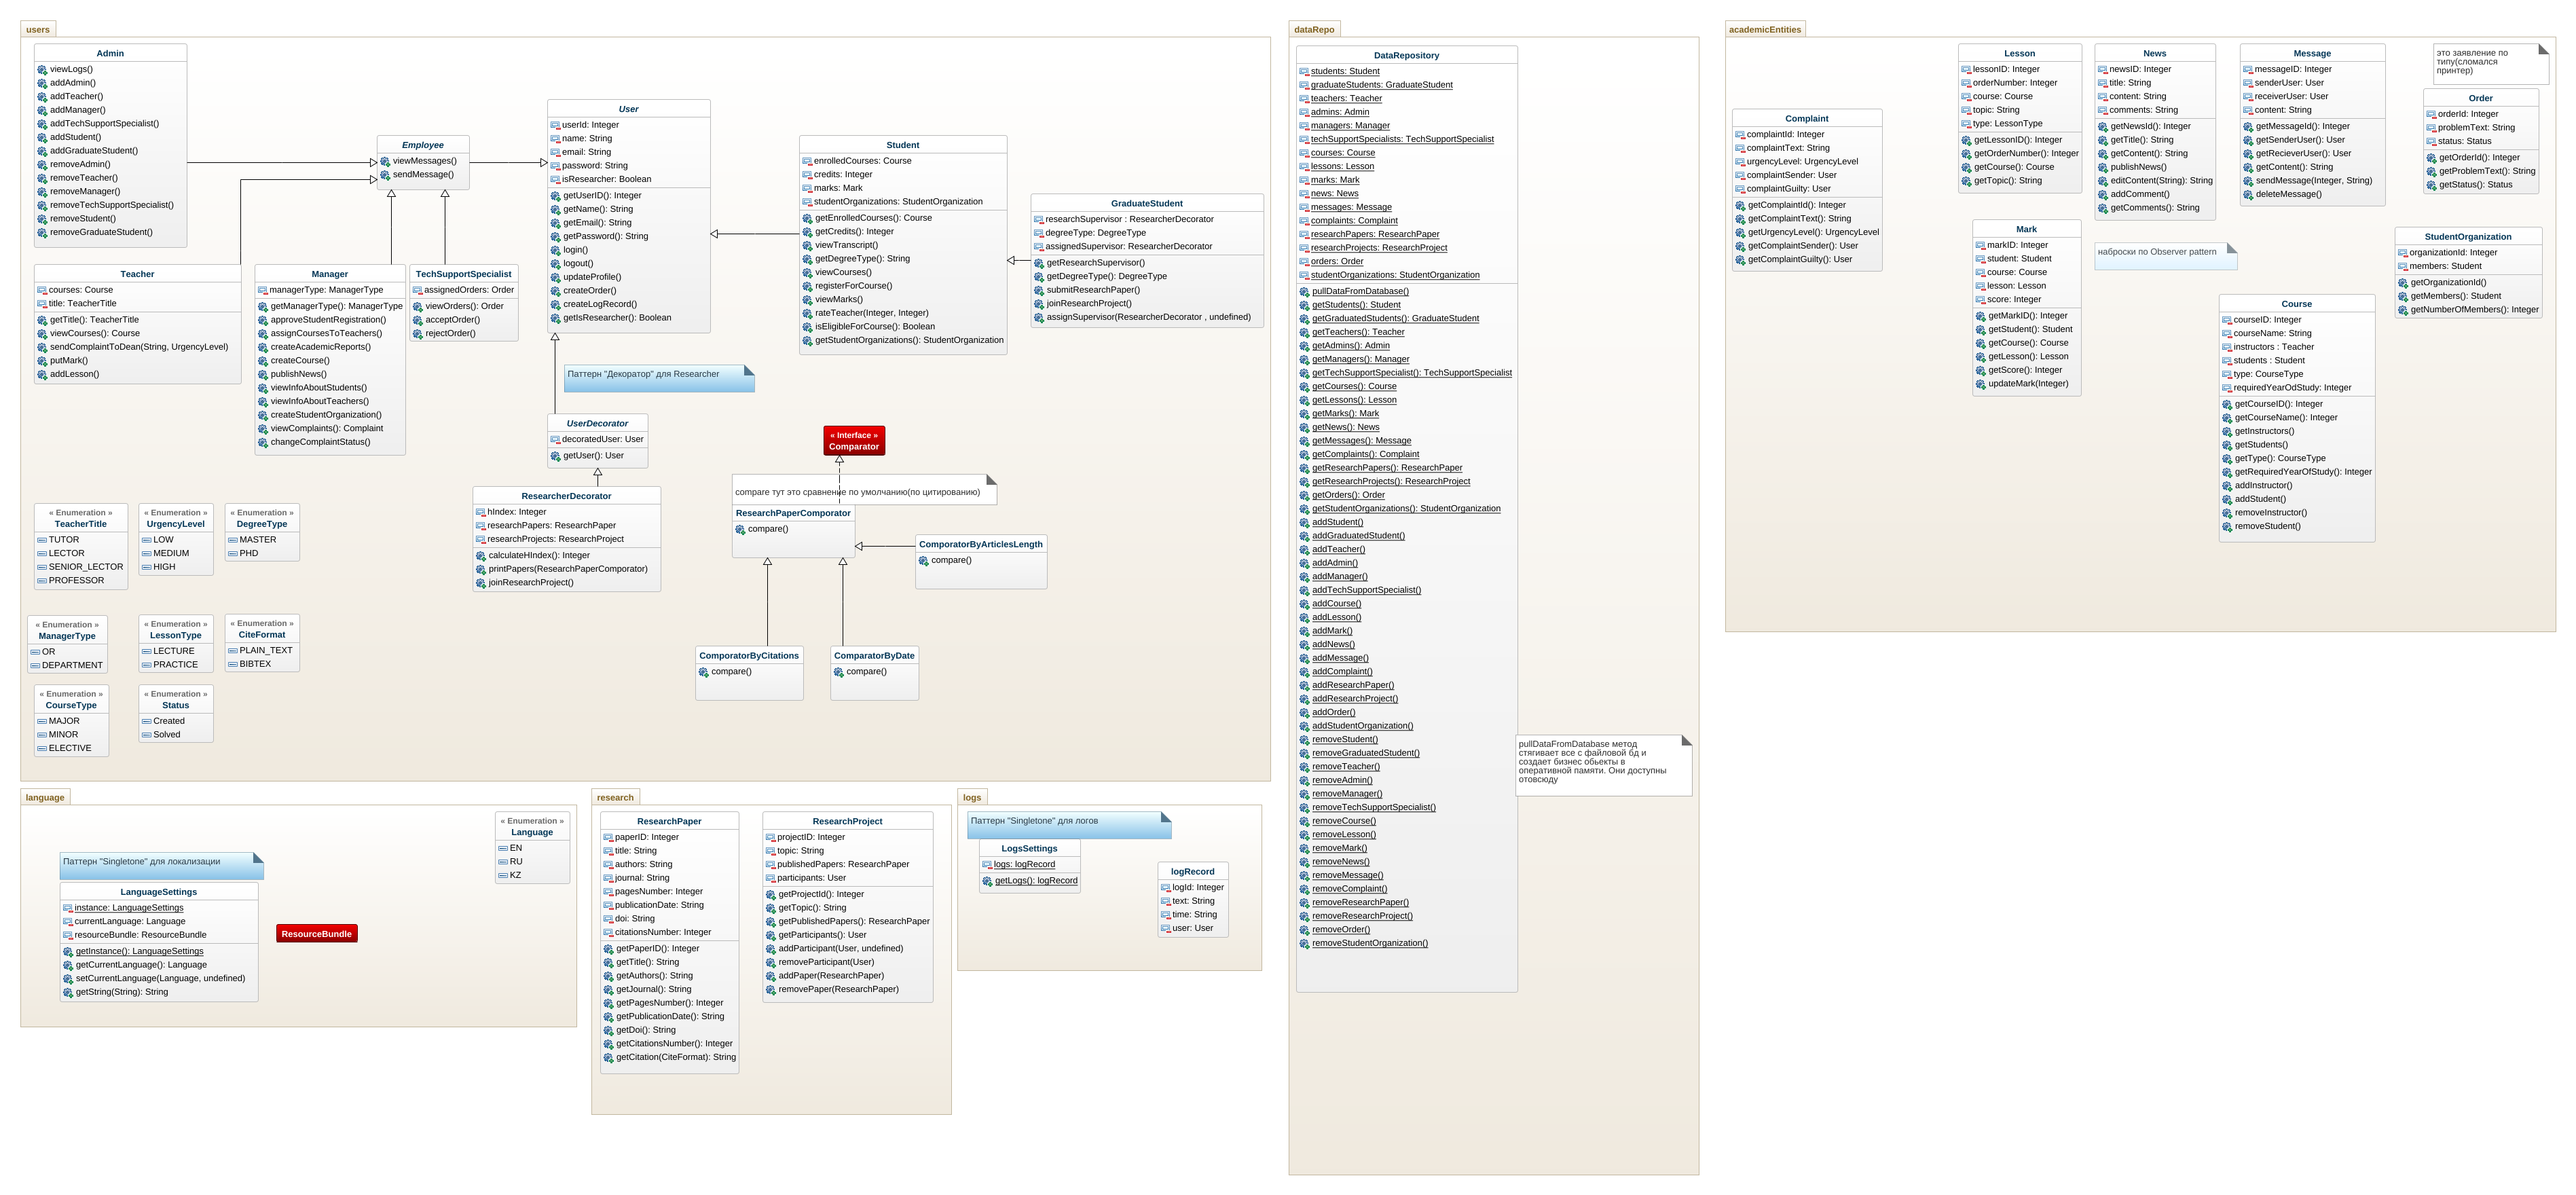 users
Admin
viewLogs()
addAdmin()
addTeacher()
addManager()
addTechSupportSpecialist()
addStudent()
addGraduateStudent()
removeAdmin()
removeTeacher()
removeManager()
removeTechSupportSpecialist()
removeStudent()
removeGraduateStudent()
Employee
viewMessages()
sendMessage()
User
userId: Integer
name: String
email: String
password: String
isResearcher: Boolean
getUserID(): Integer
getName(): String
getEmail(): String
getPassword(): String
login()
logout()
updateProfile()
createOrder()
createLogRecord()
getIsResearcher(): Boolean
Student
enrolledCourses: Course
credits: Integer
marks: Mark
studentOrganizations: StudentOrganization
getEnrolledCourses(): Course
getCredits(): Integer
viewTranscript()
getDegreeType(): String
viewCourses()
registerForCourse()
viewMarks()
rateTeacher(Integer, Integer)
isEligibleForCourse(): Boolean
getStudentOrganizations(): StudentOrganization
GraduateStudent
researchSupervisor : ResearcherDecorator
degreeType: DegreeType
assignedSupervisor: ResearcherDecorator
getResearchSupervisor()
getDegreeType(): DegreeType
submitResearchPaper()
joinResearchProject()
assignSupervisor(ResearcherDecorator , undefined)
Teacher
courses: Course
title: TeacherTitle
getTitle(): TeacherTitle
viewCourses(): Course
sendComplaintToDean(String, UrgencyLevel)
putMark()
addLesson()
Manager
managerType: ManagerType
getManagerType(): ManagerType
approveStudentRegistration()
assignCoursesToTeachers()
createAcademicReports()
createCourse()
publishNews()
viewInfoAboutStudents()
viewInfoAboutTeachers()
createStudentOrganization()
viewComplaints(): Complaint
changeComplaintStatus()
TechSupportSpecialist
assignedOrders: Order
viewOrders(): Order
acceptOrder()
rejectOrder()
Паттерн "Декоратор" для Researcher
UserDecorator
decoratedUser: User
getUser(): User
ResearcherDecorator
hIndex: Integer
researchPapers: ResearchPaper
researchProjects: ResearchProject
calculateHIndex(): Integer
printPapers(ResearchPaperComporator)
joinResearchProject()
« Interface »
Comparator
compare тут это сравнение по умолчанию(по цитированию)
ResearchPaperComporator
compare()
ComporatorByArticlesLength
compare()
ComporatorByCitations
compare()
ComparatorByDate
compare()
« Enumeration »
TeacherTitle
TUTOR
LECTOR
SENIOR_LECTOR
PROFESSOR
« Enumeration »
UrgencyLevel
LOW
MEDIUM
HIGH
« Enumeration »
DegreeType
MASTER
PHD
« Enumeration »
ManagerType
OR
DEPARTMENT
« Enumeration »
LessonType
LECTURE
PRACTICE
« Enumeration »
CiteFormat
PLAIN_TEXT
BIBTEX
« Enumeration »
CourseType
MAJOR
MINOR
ELECTIVE
« Enumeration »
Status
Created
Solved
language
Паттерн "Singletone" для локализации
LanguageSettings
instance: LanguageSettings
currentLanguage: Language
resourceBundle: ResourceBundle
getInstance(): LanguageSettings
getCurrentLanguage(): Language
setCurrentLanguage(Language, undefined)
getString(String): String
ResourceBundle
« Enumeration »
Language
EN
RU
KZ
research
ResearchPaper
paperID: Integer
title: String
authors: String
journal: String
pagesNumber: Integer
publicationDate: String
doi: String
citationsNumber: Integer
getPaperID(): Integer
getTitle(): String
getAuthors(): String
getJournal(): String
getPagesNumber(): Integer
getPublicationDate(): String
getDoi(): String
getCitationsNumber(): Integer
getCitation(CiteFormat): String
ResearchProject
projectID: Integer
topic: String
publishedPapers: ResearchPaper
participants: User
getProjectId(): Integer
getTopic(): String
getPublishedPapers(): ResearchPaper
getParticipants(): User
addParticipant(User, undefined)
removeParticipant(User)
addPaper(ResearchPaper)
removePaper(ResearchPaper)
logs
Паттерн "Singletone" для логов
LogsSettings
logs: logRecord
getLogs(): logRecord
logRecord
logId: Integer
text: String
time: String
user: User
dataRepo
DataRepository
students: Student
graduateStudents: GraduateStudent
teachers: Teacher
admins: Admin
managers: Manager
techSupportSpecialists: TechSupportSpecialist
courses: Course
lessons: Lesson
marks: Mark
news: News
messages: Message
complaints: Complaint
researchPapers: ResearchPaper
researchProjects: ResearchProject
orders: Order
studentOrganizations: StudentOrganization
pullDataFromDatabase()
getStudents(): Student
getGraduatedStudents(): GraduateStudent
getTeachers(): Teacher
getAdmins(): Admin
getManagers(): Manager
getTechSupportSpecialist(): TechSupportSpecialist
getCourses(): Course
getLessons(): Lesson
getMarks(): Mark
getNews(): News
getMessages(): Message
getComplaints(): Complaint
getResearchPapers(): ResearchPaper
getResearchProjects(): ResearchProject
getOrders(): Order
getStudentOrganizations(): StudentOrganization
addStudent()
addGraduatedStudent()
addTeacher()
addAdmin()
addManager()
addTechSupportSpecialist()
addCourse()
addLesson()
addMark()
addNews()
addMessage()
addComplaint()
addResearchPaper()
addResearchProject()
addOrder()
addStudentOrganization()
removeStudent()
removeGraduatedStudent()
removeTeacher()
removeAdmin()
removeManager()
removeTechSupportSpecialist()
removeCourse()
removeLesson()
removeMark()
removeNews()
removeMessage()
removeComplaint()
removeResearchPaper()
removeResearchProject()
removeOrder()
removeStudentOrganization()
pullDataFromDatabase метод
стягивает все с файловой бд и
создает бизнес обьекты в
оперативной памяти. Они доступны
отовсюду
academicEntities
Complaint
complaintId: Integer
complaintText: String
urgencyLevel: UrgencyLevel
complaintSender: User
complaintGuilty: User
getComplaintId(): Integer
getComplaintText(): String
getUrgencyLevel(): UrgencyLevel
getComplaintSender(): User
getComplaintGuilty(): User
Lesson
lessonID: Integer
orderNumber: Integer
course: Course
topic: String
type: LessonType
getLessonID(): Integer
getOrderNumber(): Integer
getCourse(): Course
getTopic(): String
News
newsID: Integer
title: String
content: String
comments: String
getNewsId(): Integer
getTitle(): String
getContent(): String
publishNews()
editContent(String): String
addComment()
getComments(): String
Message
messageID: Integer
senderUser: User
receiverUser: User
content: String
getMessageId(): Integer
getSenderUser(): User
getRecieverUser(): User
getContent(): String
sendMessage(Integer, String)
deleteMessage()
это заявление по
типу(сломался
принтер)
Order
orderId: Integer
problemText: String
status: Status
getOrderId(): Integer
getProblemText(): String
getStatus(): Status
Mark
markID: Integer
student: Student
course: Course
lesson: Lesson
score: Integer
getMarkID(): Integer
getStudent(): Student
getCourse(): Course
getLesson(): Lesson
getScore(): Integer
updateMark(Integer)
наброски по Observer pattern
StudentOrganization
organizationId: Integer
members: Student
getOrganizationId()
getMembers(): Student
getNumberOfMembers(): Integer
Course
courseID: Integer
courseName: String
instructors : Teacher
students : Student
type: CourseType
requiredYearOdStudy: Integer
getCourseID(): Integer
getCourseName(): Integer
getInstructors()
getStudents()
getType(): CourseType
getRequiredYearOfStudy(): Integer
addInstructor()
addStudent()
removeInstructor()
removeStudent()